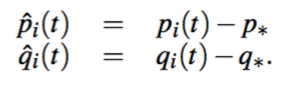 p̂ᵢ(t) = pᵢ(t) − p∗
q̂ᵢ(t) = qᵢ(t) − q∗.